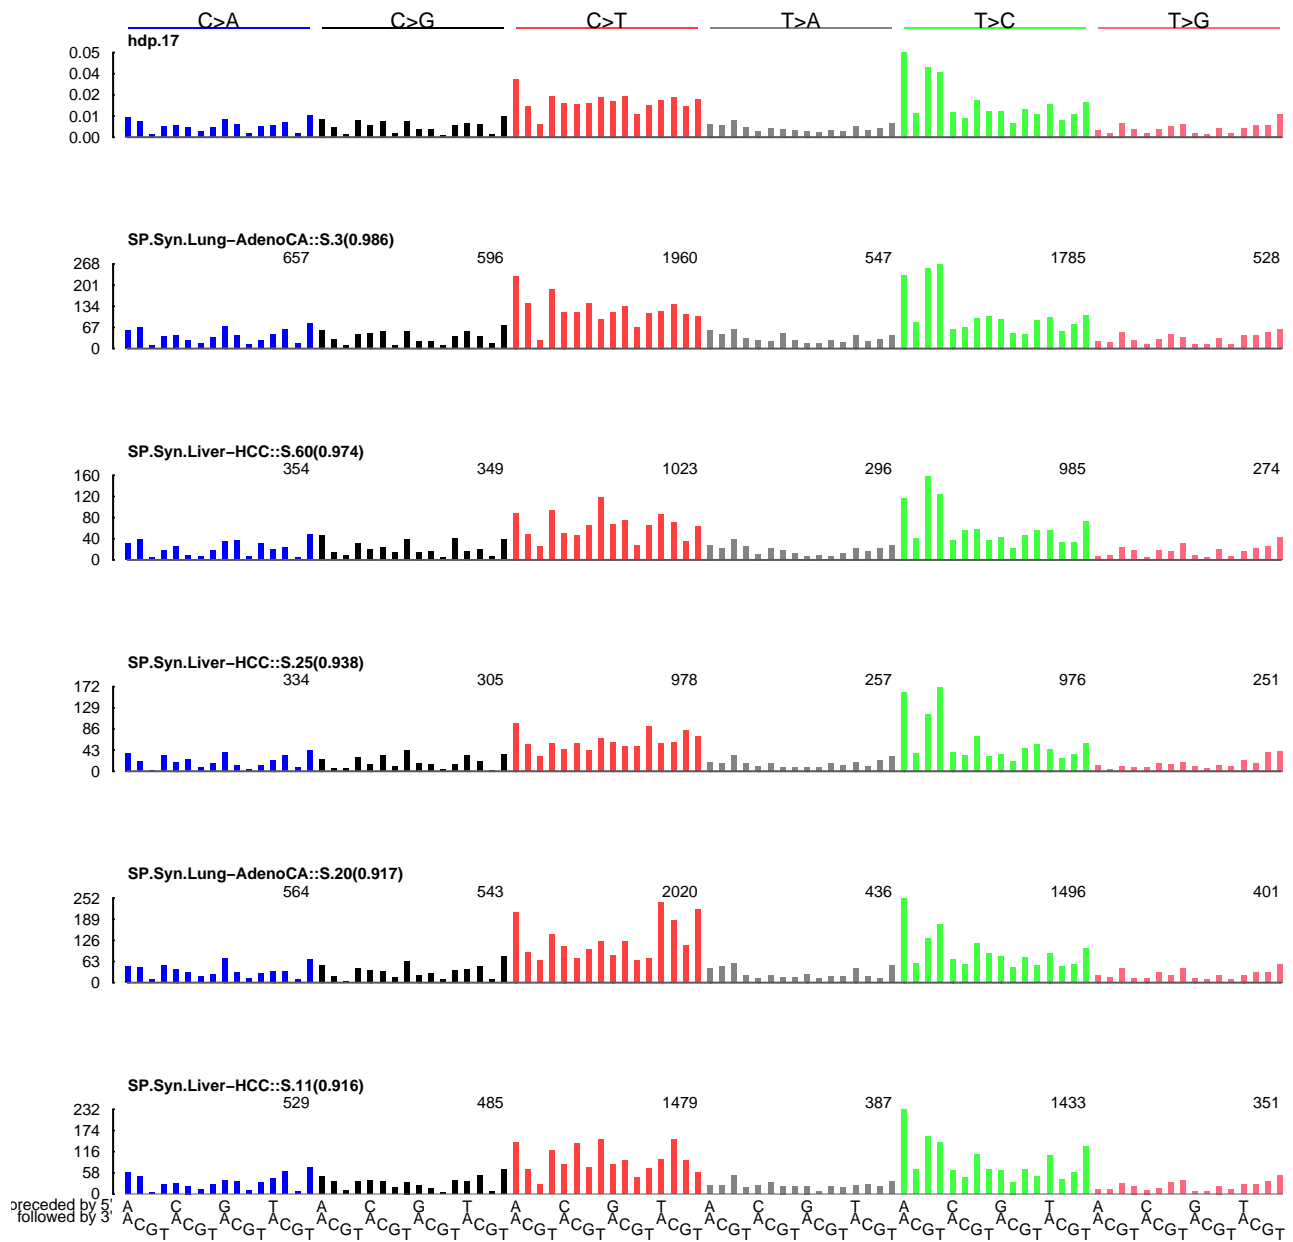 C>A C>G C>T T>A T>C T>G
hdp.17
0.05
0.04
0.02
0.01
0.00
SP.Syn.Lung−AdenoCA::S.3(0.986)
657 596 1960 547 1785 528
268
201
134
67
0
SP.Syn.Liver−HCC::S.60(0.974)
354 349 1023 296 985 274
160
120
80
40
0
SP.Syn.Liver−HCC::S.25(0.938)
334 305 978 257 976 251
172
129
86
43
0
SP.Syn.Lung−AdenoCA::S.20(0.917)
564 543 2020 436 1496 401
252
189
126
63
0
SP.Syn.Liver−HCC::S.11(0.916)
529 485 1479 387 1433 351
232
174
116
58
0
preceded by 5' A C G T A C G T A C G T A C G T A C G T A C G T
followed by 3' A C G T A C G T A C G T A C G T A C G T A C G T A C G T A C G T A C G T A C G T A C G T A C G T A C G T A C G T A C G T A C G T A C G T A C G T A C G T A C G T A C G T A C G T A C G T A C G T